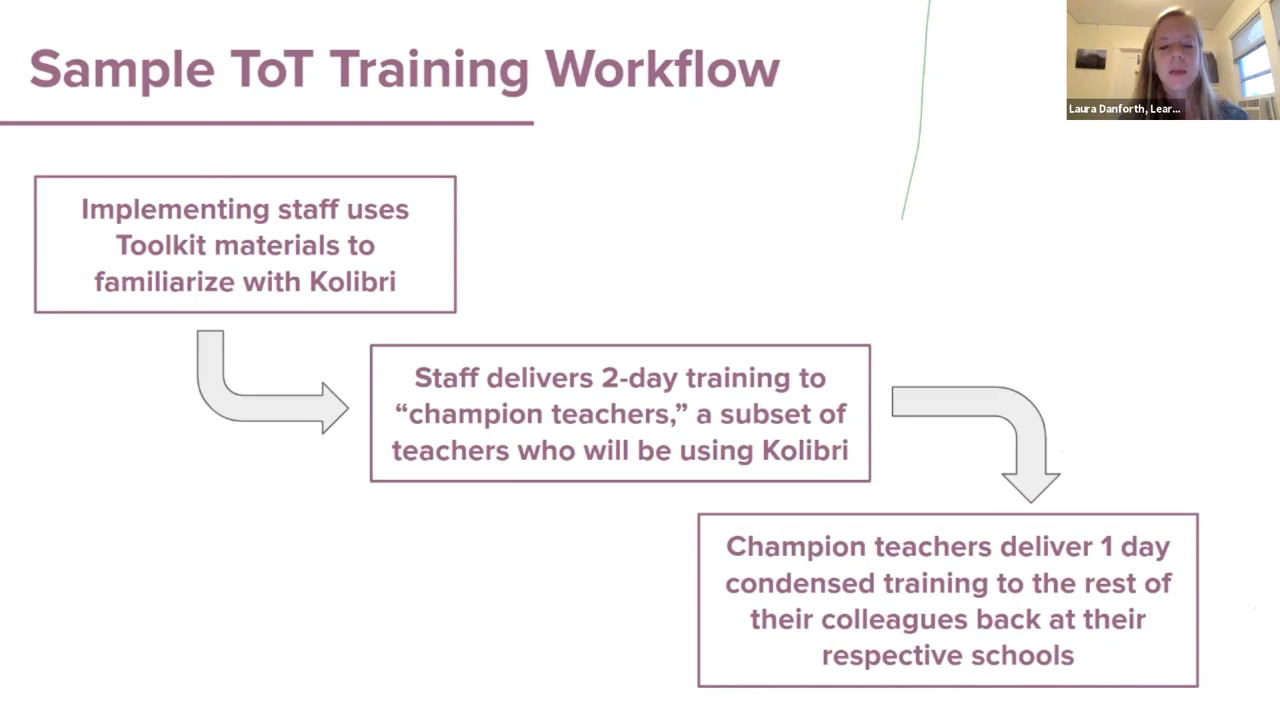 Sample ToT Training Workflow
Laura Danforth, Lear...
Implementing staff uses
Toolkit materials to
familiarize with Kolibri
Staff delivers 2-day training to
“champion teachers,” a subset of
teachers who will be using Kolibri
Champion teachers deliver 1 day
condensed training to the rest of
their colleagues back at their
respective schools